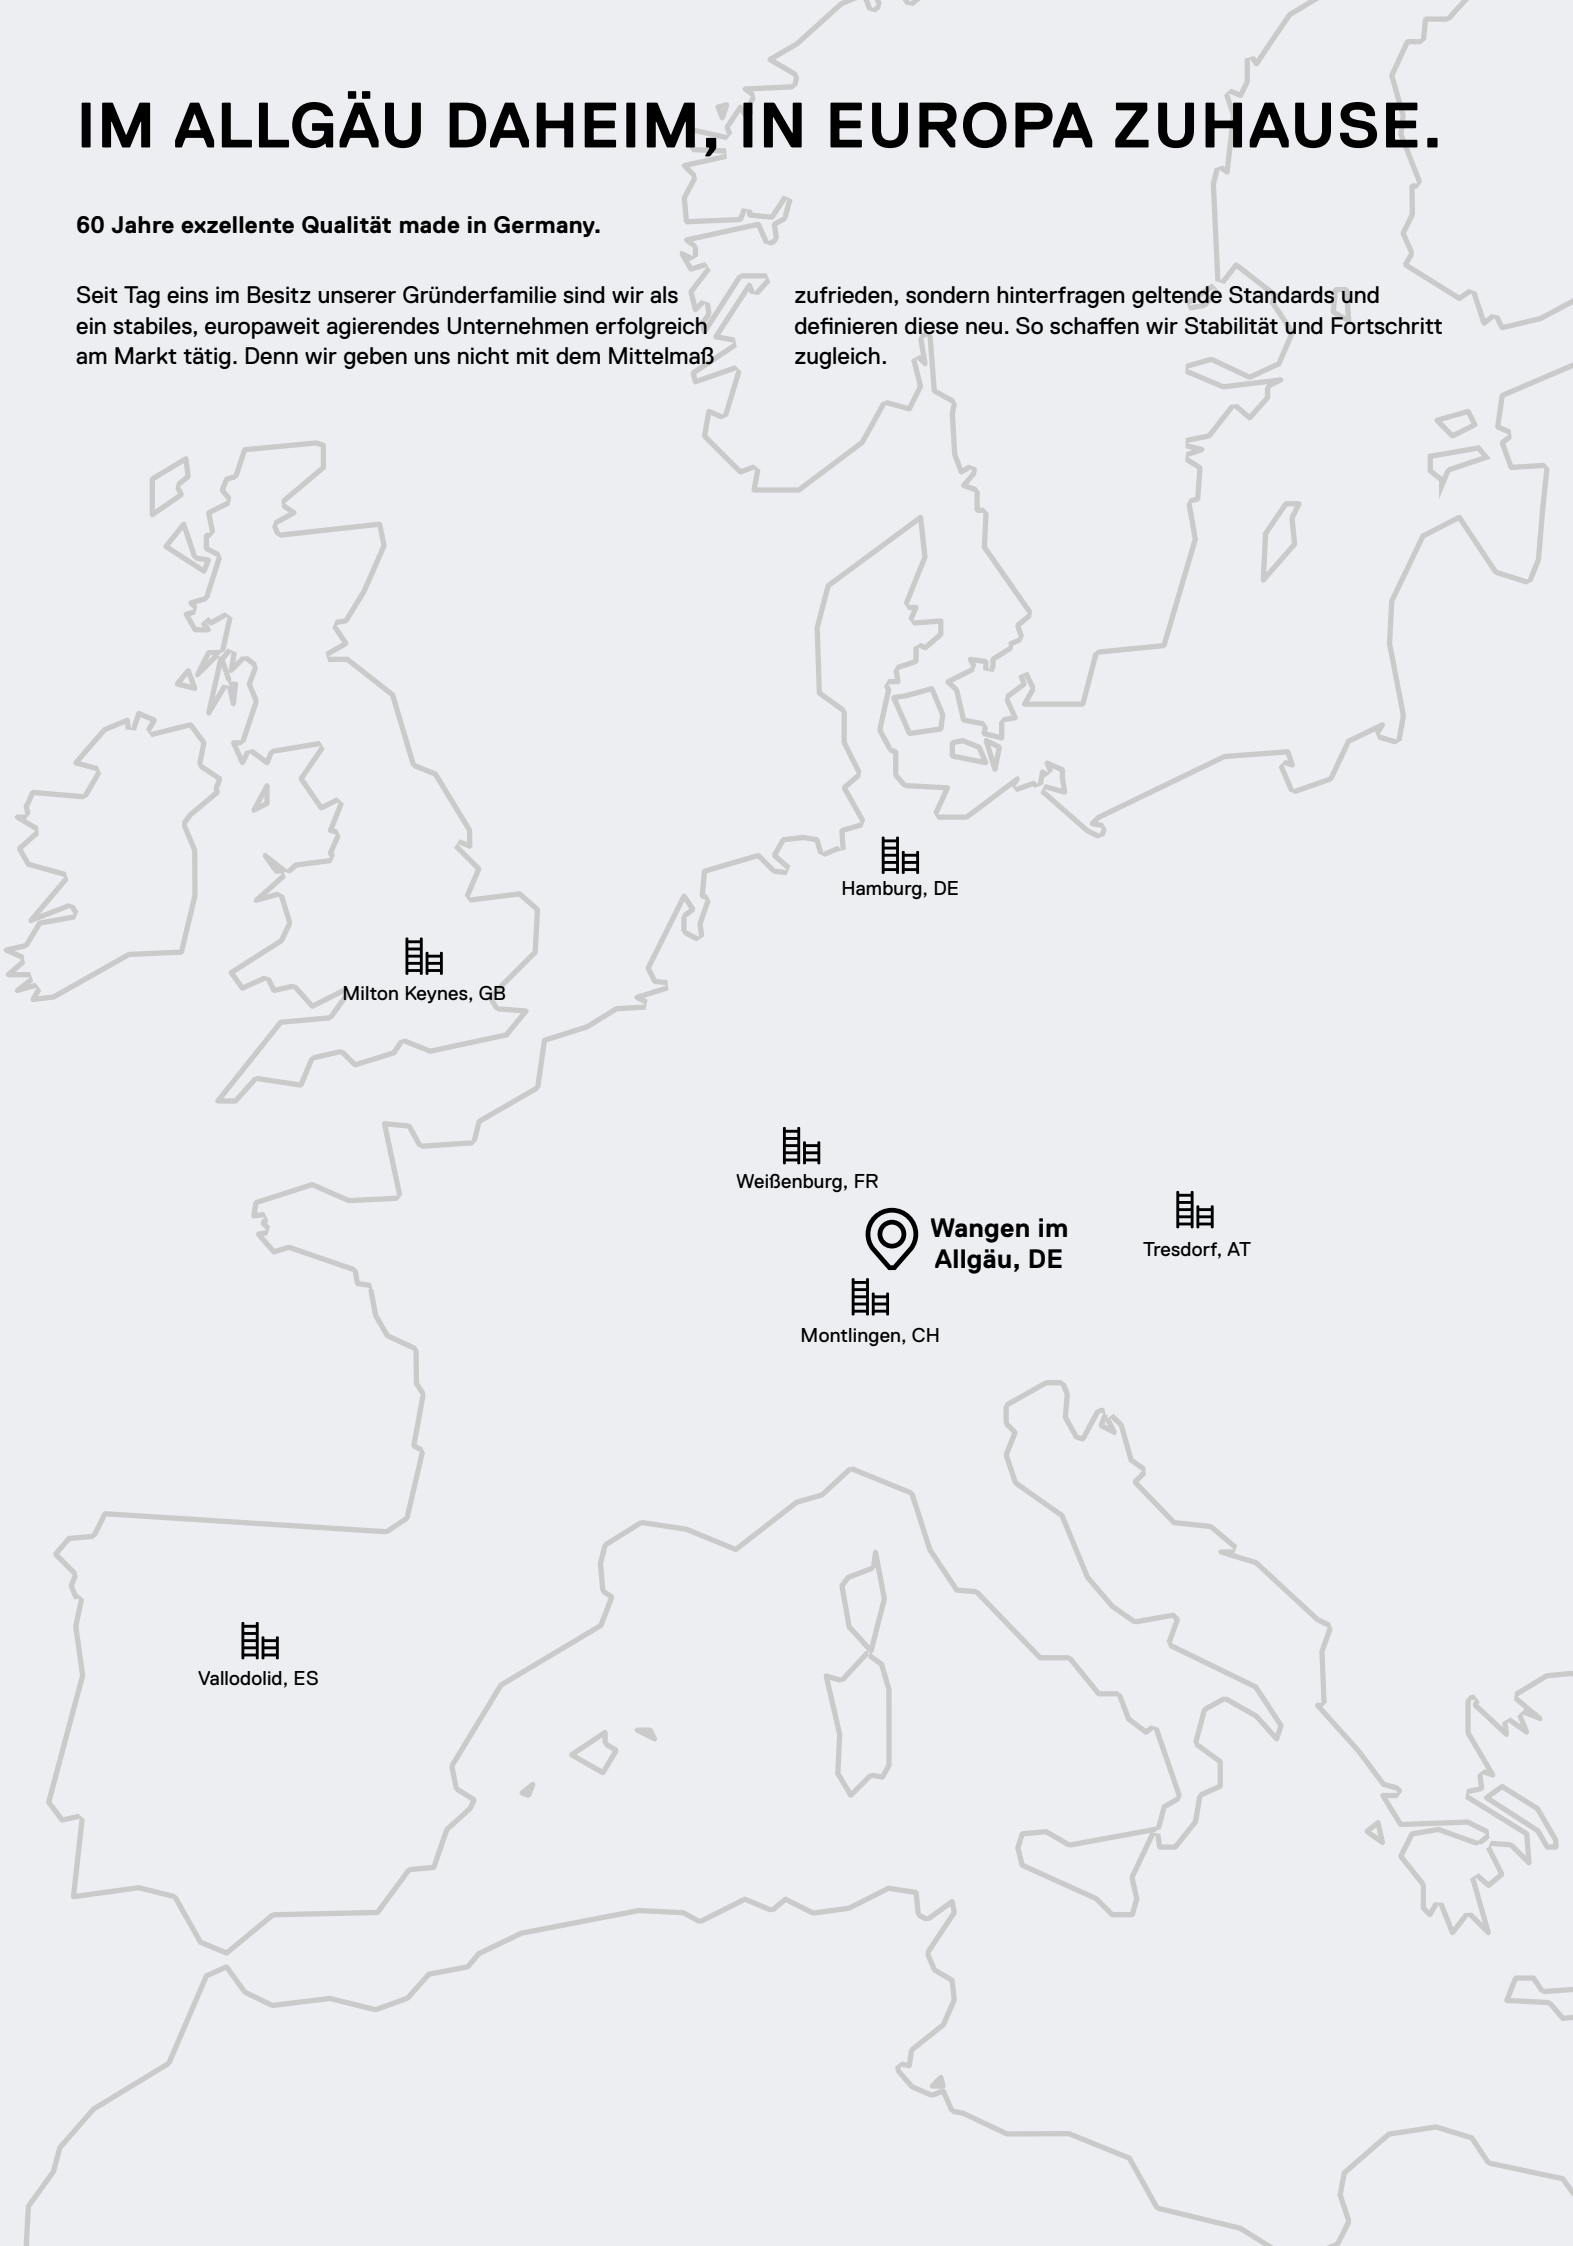 IM ALLGÄU DAHEIM, IN EUROPA ZUHAUSE.
60 Jahre exzellente Qualität made in Germany.
Seit Tag eins im Besitz unserer Gründerfamilie sind wir als
ein stabiles, europaweit agierendes Unternehmen erfolgreich
am Markt tätig. Denn wir geben uns nicht mit dem Mittelmaß
zufrieden, sondern hinterfragen geltende Standards und
definieren diese neu. So schaffen wir Stabilität und Fortschritt
zugleich.
Hamburg, DE
Milton Keynes, GB
Weißenburg, FR
Wangen im
Allgäu, DE
Tresdorf, AT
Montlingen, CH
Vallodolid, ES